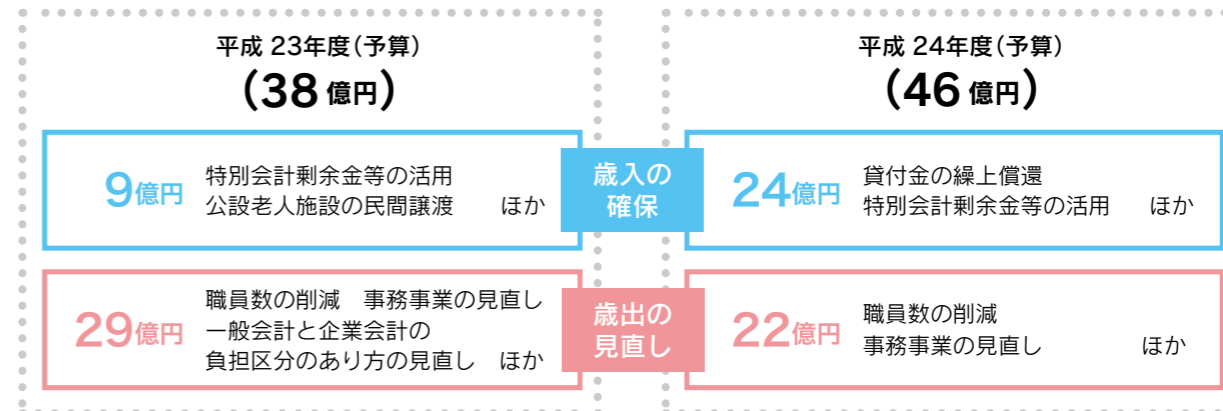 平成 23年度(予算)
(38 億円)
9億円
特別会計剰余金等の活用
公設老人施設の民間譲渡　ほか
29億円
職員数の削減　事務事業の見直し
一般会計と企業会計の
負担区分のあり方の見直し　ほか
歳入の
確保
歳出の
見直し
平成 24年度(予算)
(46 億円)
24億円
貸付金の繰上償還
特別会計剰余金等の活用　ほか
22億円
職員数の削減
事務事業の見直し　ほか